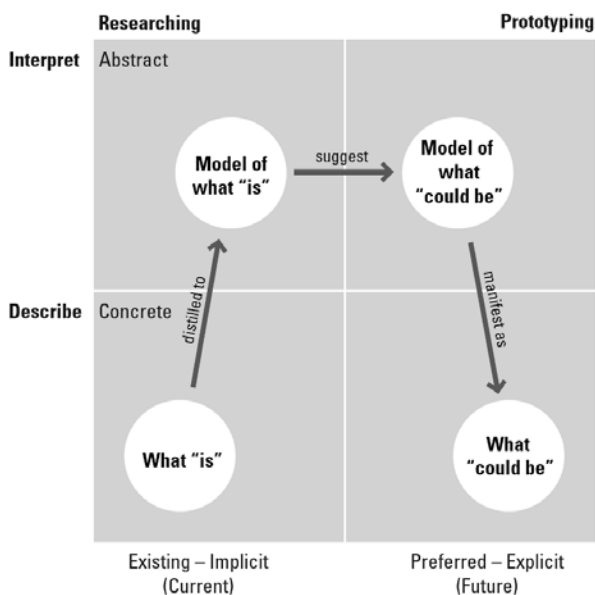 Researching
Prototyping
Interpret
Abstract
Model of
what “is”
suggest
Model of
what
“could be”
distilled to
manifest as
Describe
Concrete
What “is”
What
“could be”
Existing – Implicit
(Current)
Preferred – Explicit
(Future)